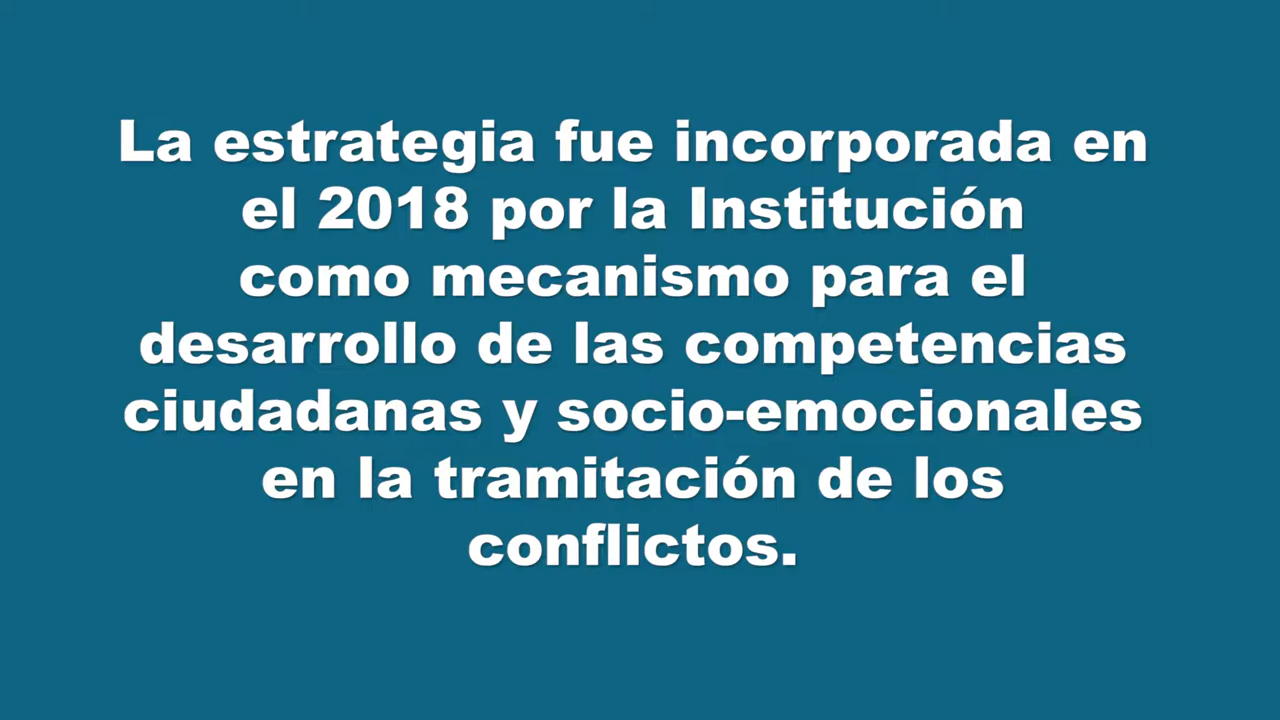 La estrategia fue incorporada en
el 2018 por la Institución
como mecanismo para el
desarrollo de las competencias
ciudadanas y socio-emocionales
en la tramitación de los
conflictos.